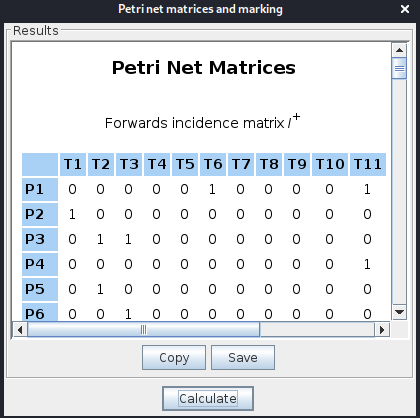 Petri net matrices and marking
Results
Petri Net Matrices
Forwards incidence matrix I+
T1 T2 T3 T4 T5 T6 T7 T8 T9 T10 T11
P1 0 0 0 0 0 1 0 0 0 0 1
P2 1 0 0 0 0 0 0 0 0 0 0
P3 0 1 1 0 0 0 0 0 0 0 0
P4 0 0 0 0 0 0 0 0 0 0 1
P5 0 1 0 0 0 0 0 0 0 0 0
P6 0 0 1 0 0 0 0 0 0 0 0
Copy Save
Calculate